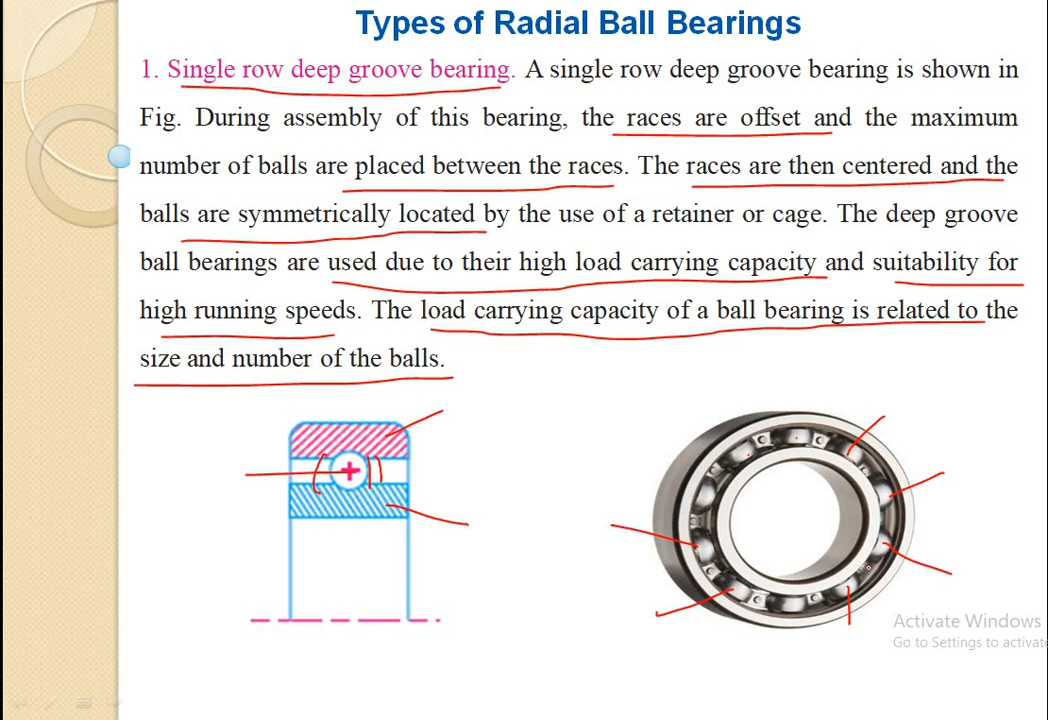 Types of Radial Ball Bearings
1. Single row deep groove bearing. A single row deep groove bearing is shown in
Fig. During assembly of this bearing, the races are offset and the maximum
number of balls are placed between the races. The races are then centered and the
balls are symmetrically located by the use of a retainer or cage. The deep groove
ball bearings are used due to their high load carrying capacity and suitability for
high running speeds. The load carrying capacity of a ball bearing is related to the
size and number of the balls.
Activate Windows
Go to Settings to activate